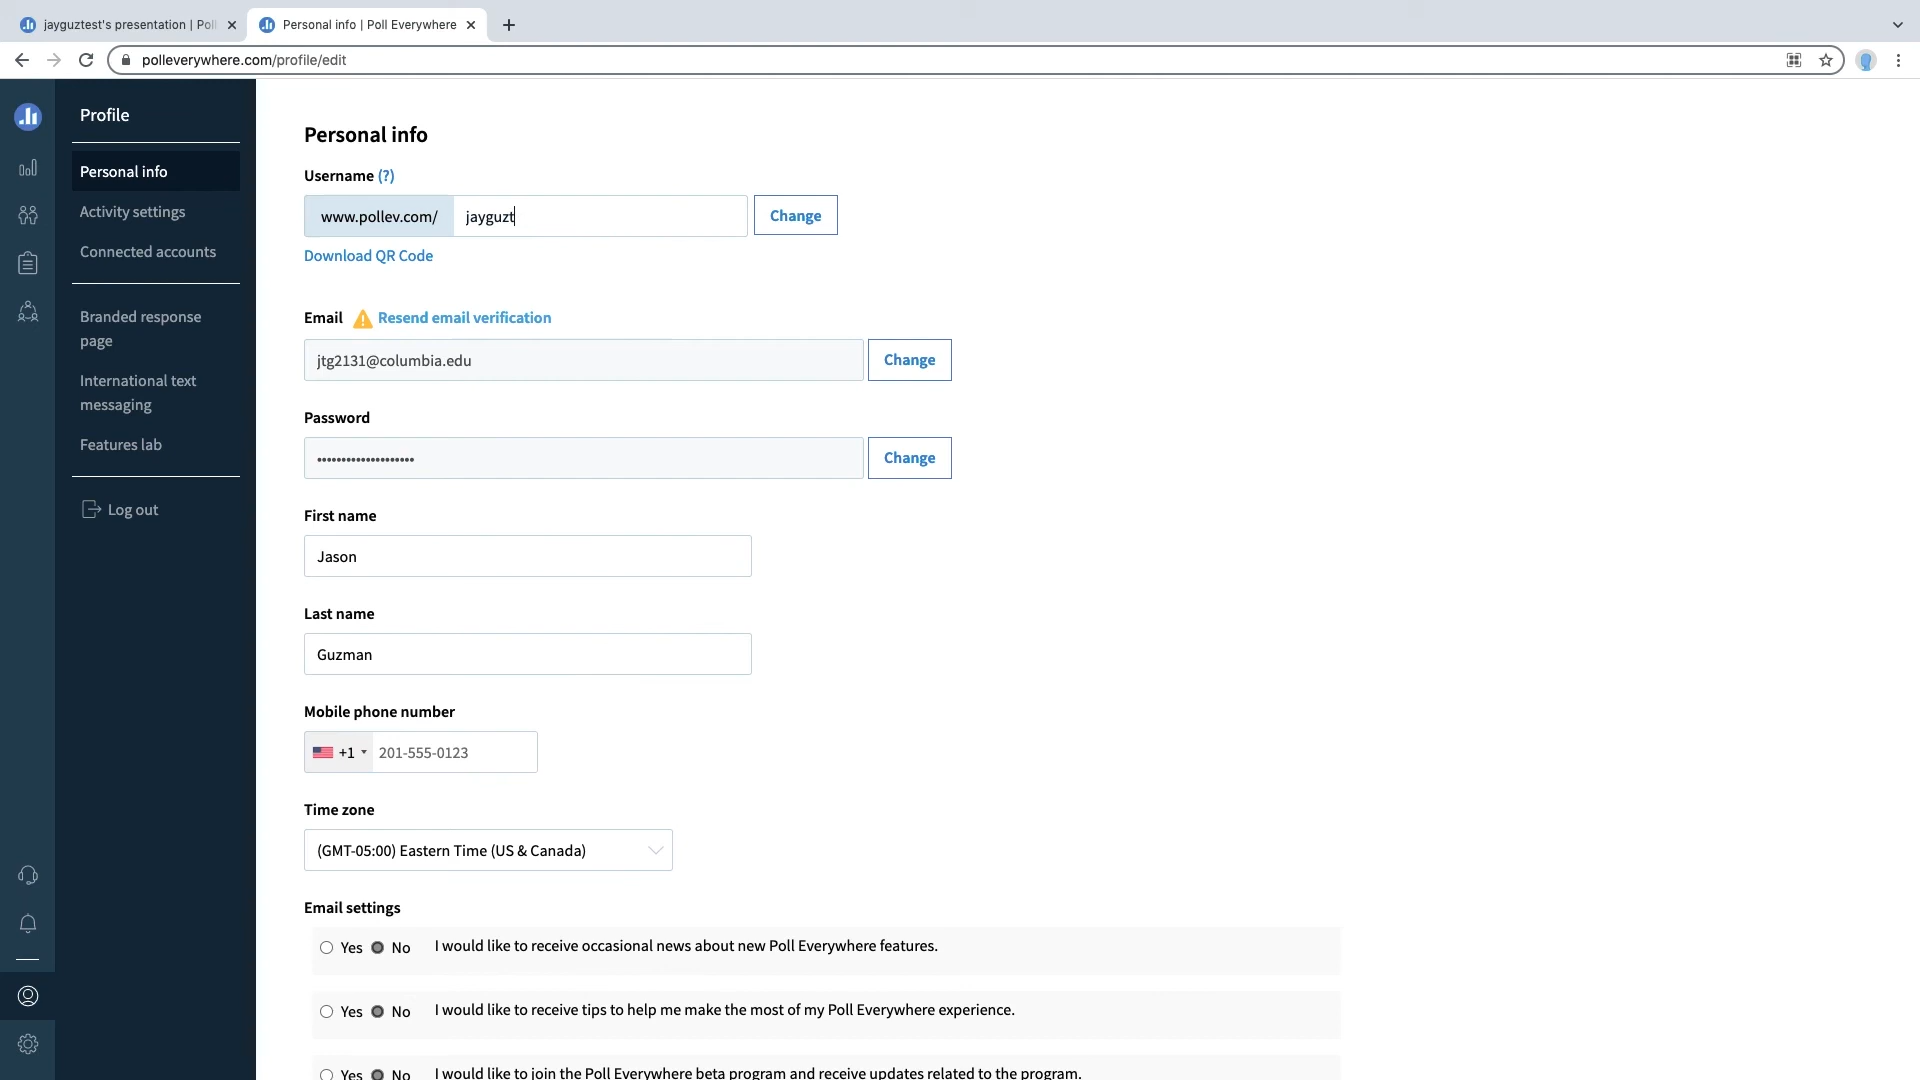 jayguztest's presentation | Pol
Personal info | Poll Everywhere
polleverywhere.com/profile/edit
Profile
Personal info
Activity settings
Connected accounts
Branded response
page
International text
messaging
Features lab
Log out
Personal info
Username (?)
www.pollev.com/ jayguzt Change
Download QR Code
Email Resend email verification
jtg2131@columbia.edu Change
Password
•••••••••••••••••••• Change
First name
Jason
Last name
Guzman
Mobile phone number
+1 201-555-0123
Time zone
(GMT-05:00) Eastern Time (US & Canada)
Email settings
Yes No I would like to receive occasional news about new Poll Everywhere features.
Yes No I would like to receive tips to help me make the most of my Poll Everywhere experience.
Yes No I would like to join the Poll Everywhere beta program and receive updates related to the program.